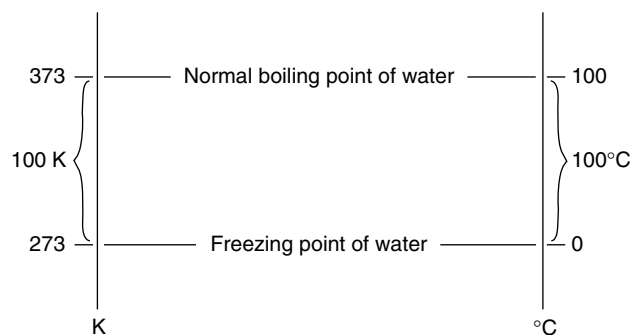 373 Normal boiling point of water 100
100 K 100°C
273 Freezing point of water 0
K °C